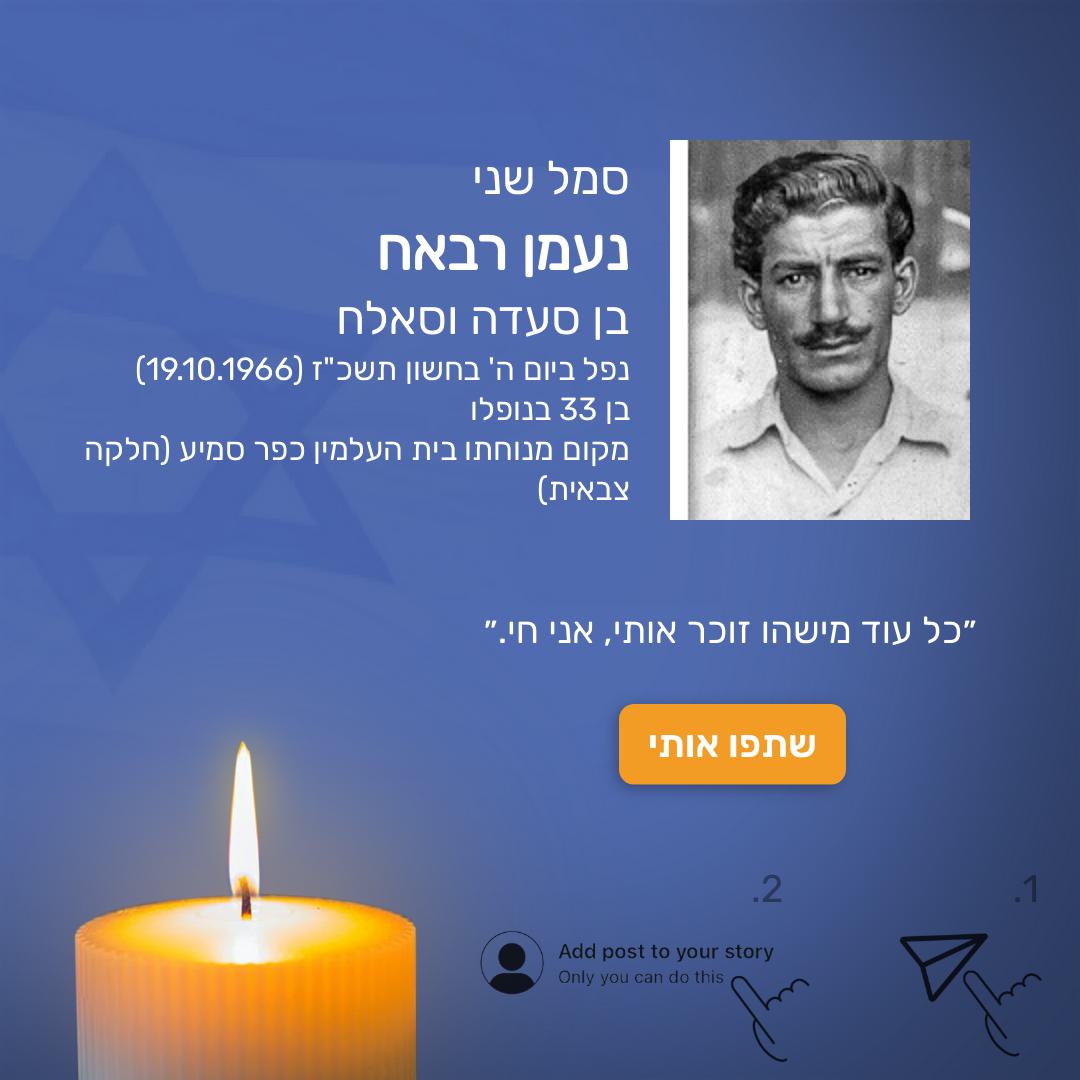 סמל שני
נעמן רבאח
בן סעדה וסאלח
נפל ביום ה' בחשון תשכ"ז (19.10.1966)
בן 33 בנופלו
מקום מנוחתו בית העלמין כפר סמיע (חלקה
צבאית)
״כל עוד מישהו זוכר אותי, אני חי.״
שתפו אותי
.1
.2
Add post to your story
Only you can do this